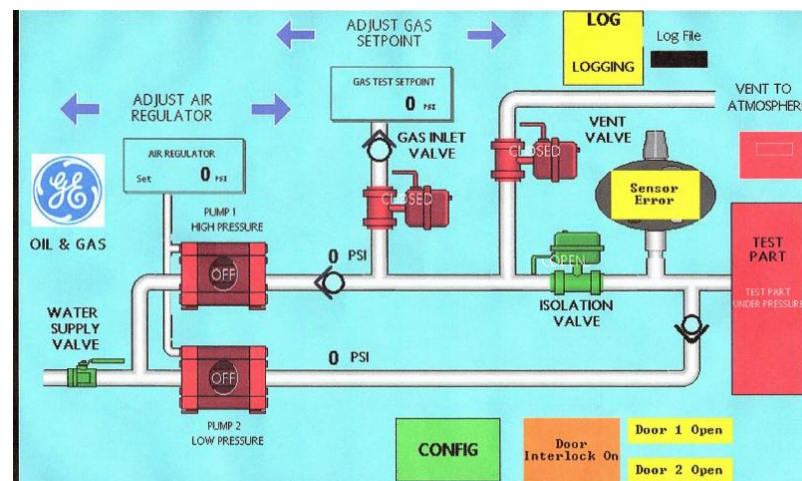 ADJUST GAS
SETPOINT
LOG
LOGGING
Log File
GAS TEST SETPOINT
0 PSI
VENT TO
ATMOSPHER
ADJUST AIR
REGULATOR
AIR REGULATOR
Set 0 PSI
GAS INLET
VALVE
CLOSED
VENT
VALVE
CLOSED
Sensor
Error
GE
OIL & GAS
PUMP 1
HIGH PRESSURE
OFF
0 PSI
OPEN
ISOLATION
VALVE
TEST
PART
TEST PART
UNDER PRESSURE
WATER
SUPPLY
VALVE
0 PSI
OFF
PUMP 2
LOW PRESSURE
CONFIG
Door
Interlock On
Door 1 Open
Door 2 Open